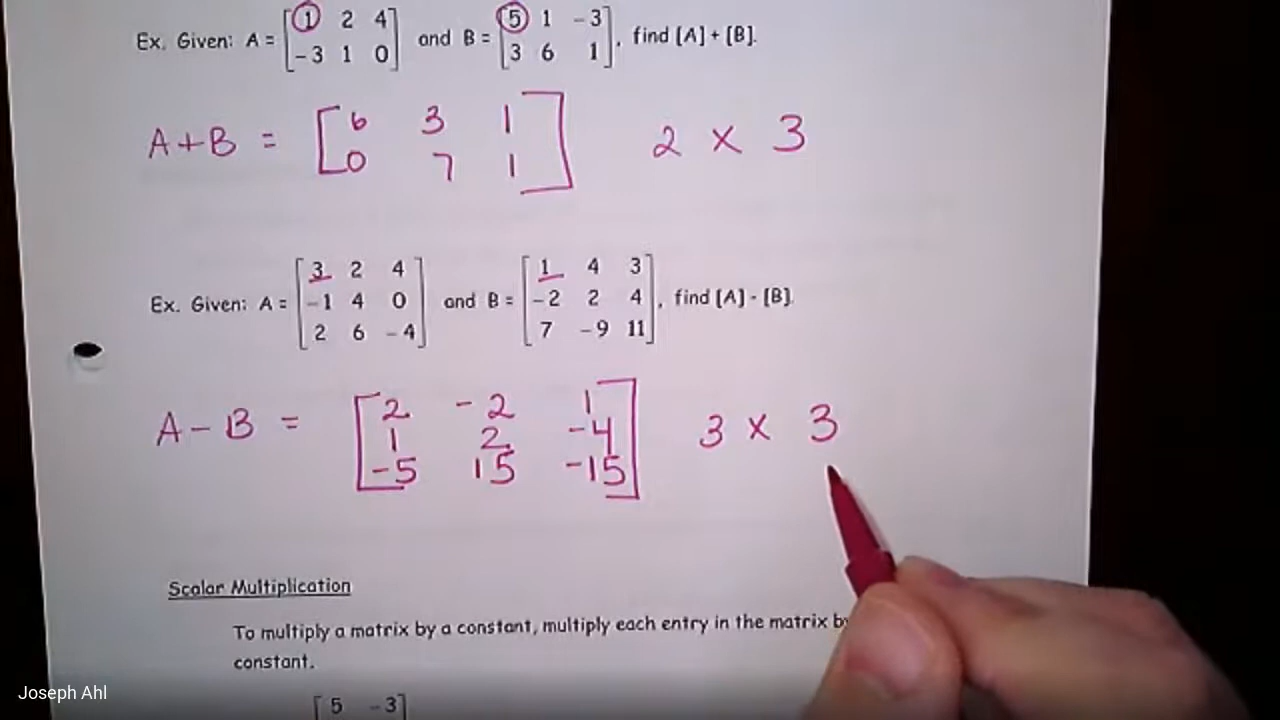 Ex. Given: A = [1 2 4 and B = [5 1 -3 , find [A] + [B].
-3 1 0] 3 6 1]
A+B = [6 3 1 2 x 3
0 7 1]
Ex. Given: A = [3 2 4 and B = [1 4 3 , find [A] - [B].
-1 4 0 -2 2 4
2 6 -4] 7 -9 11]
A-B = [2 -2 1 3 x 3
1 2 -4
-5 15 -15]
Scalar Multiplication
To multiply a matrix by a constant, multiply each entry in the matrix
constant.
[5 -3]
Joseph Ahl